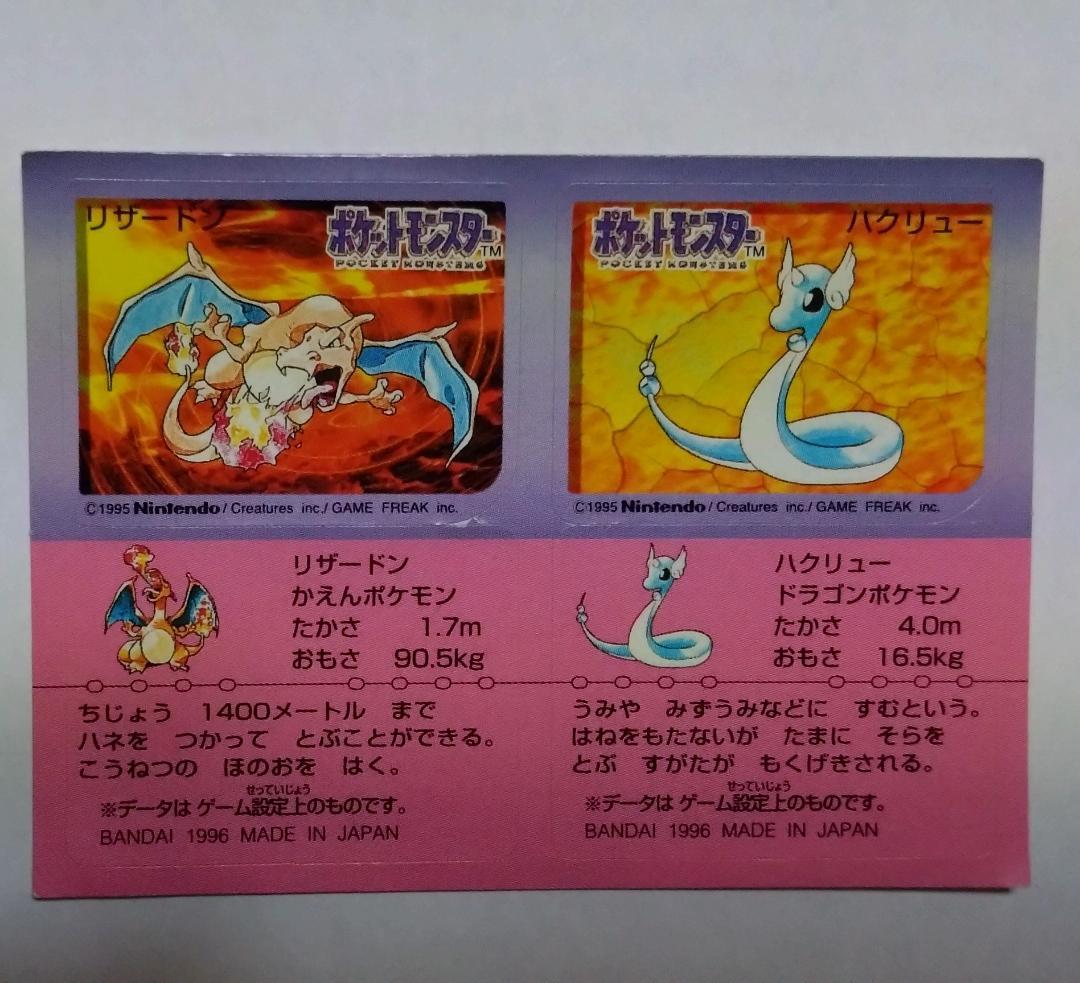 リザードン
ポケットモンスター TM
POCKET MONSTERS
©1995 Nintendo / Creatures inc./ GAME FREAK inc.
リザードン
かえんポケモン
たかさ 1.7m
おもさ 90.5kg
ちじょう 1400メートル まで
ハネを つかって とぶことができる。
こうねつの ほのおを はく。
せっていじょう
※データは ゲーム設定上のものです。
BANDAI 1996 MADE IN JAPAN
ポケットモンスター TM
POCKET MONSTERS
ハクリュー
©1995 Nintendo / Creatures inc./ GAME FREAK inc.
ハクリュー
ドラゴンポケモン
たかさ 4.0m
おもさ 16.5kg
うみや みずうみなどに すむという。
はねをもたないが たまに そらを
とぶ すがたが もくげきされる。
せっていじょう
※データは ゲーム設定上のものです。
BANDAI 1996 MADE IN JAPAN